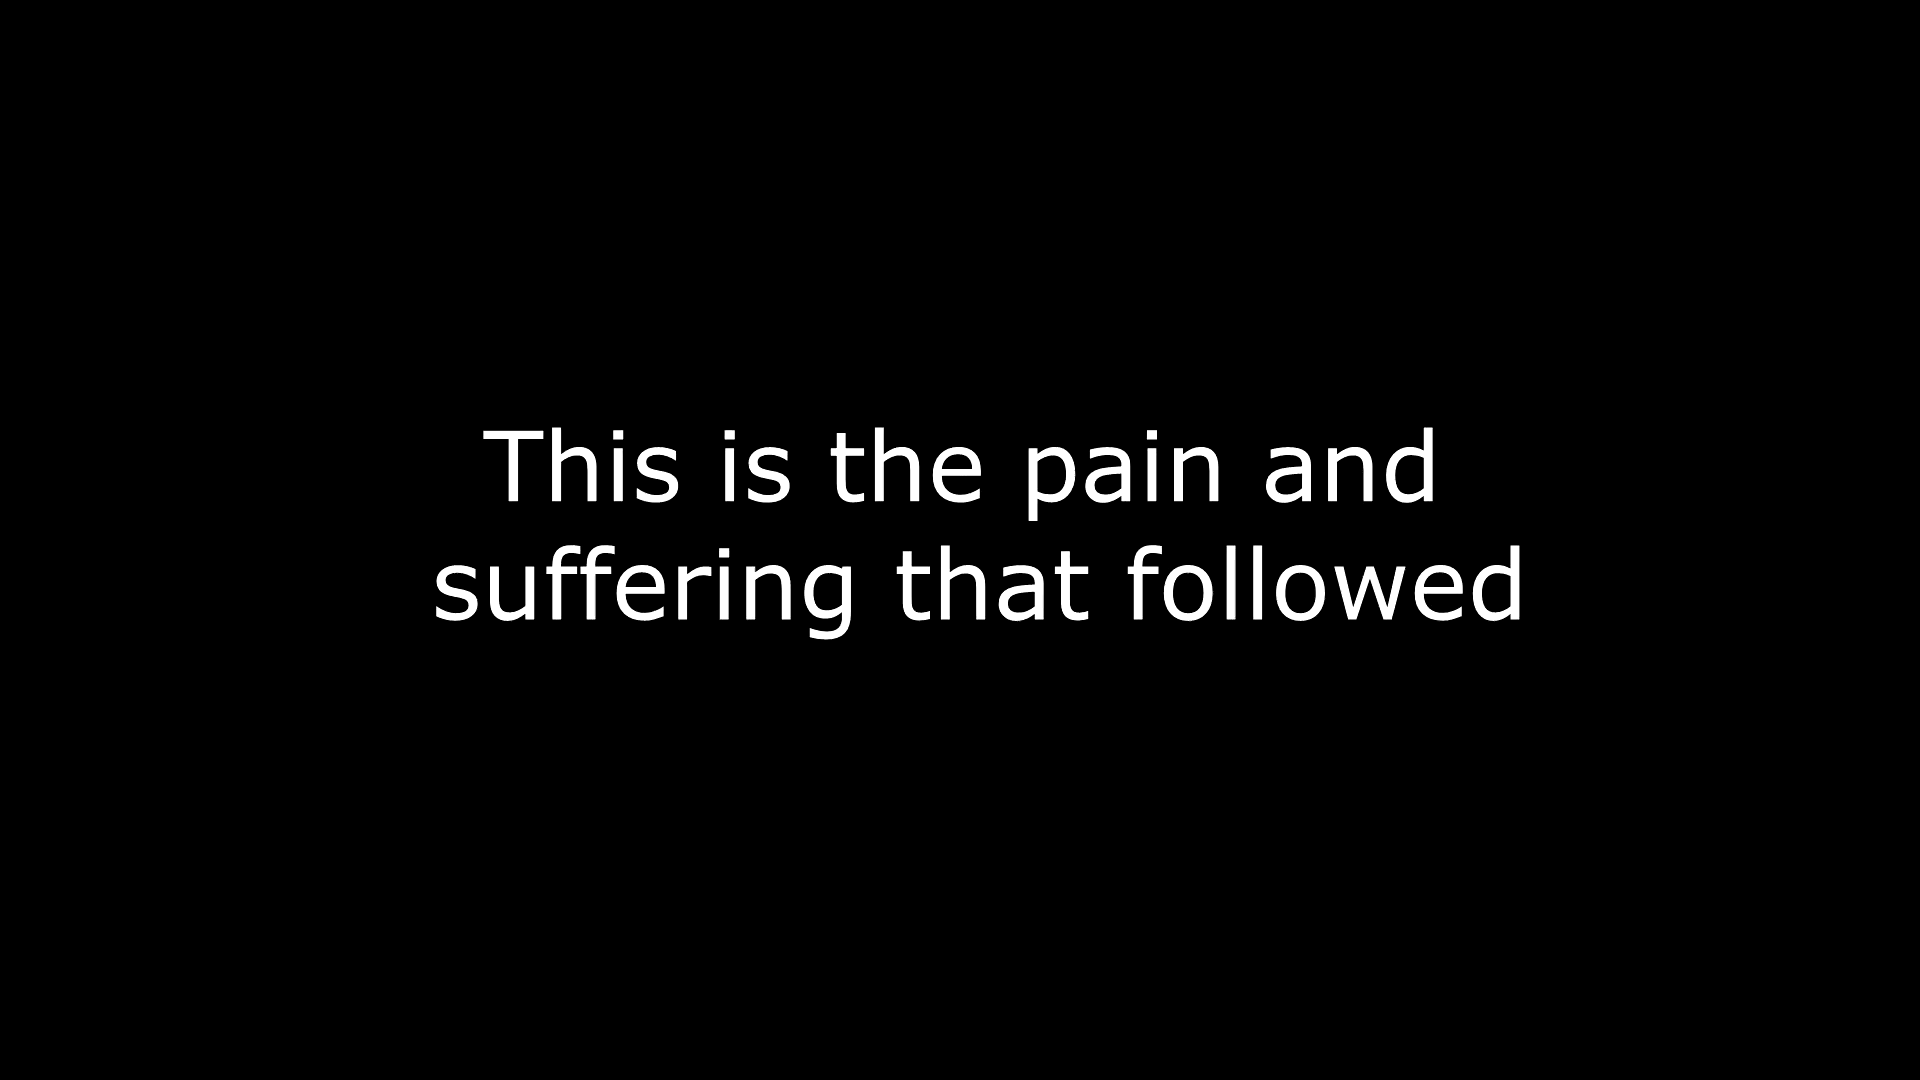 This is the pain and
suffering that followed